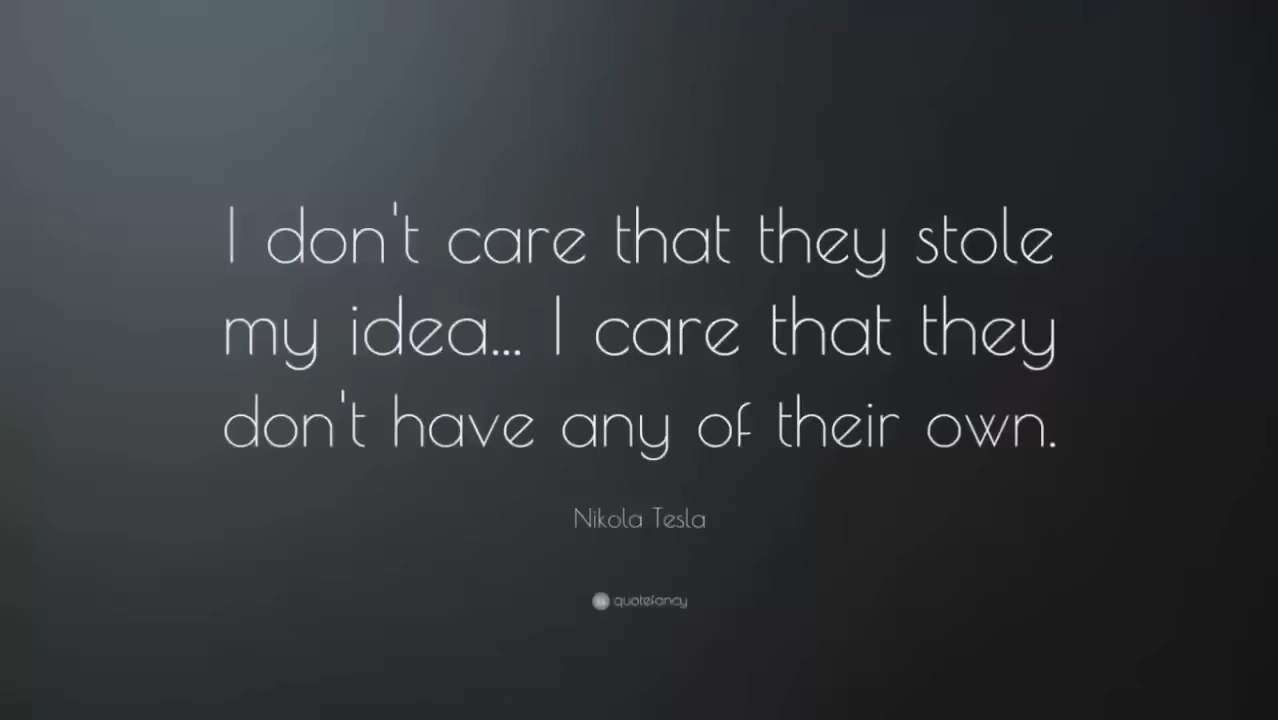 I don't care that they stole
my idea... I care that they
don't have any of their own.
Nikola Tesla
quotefancy